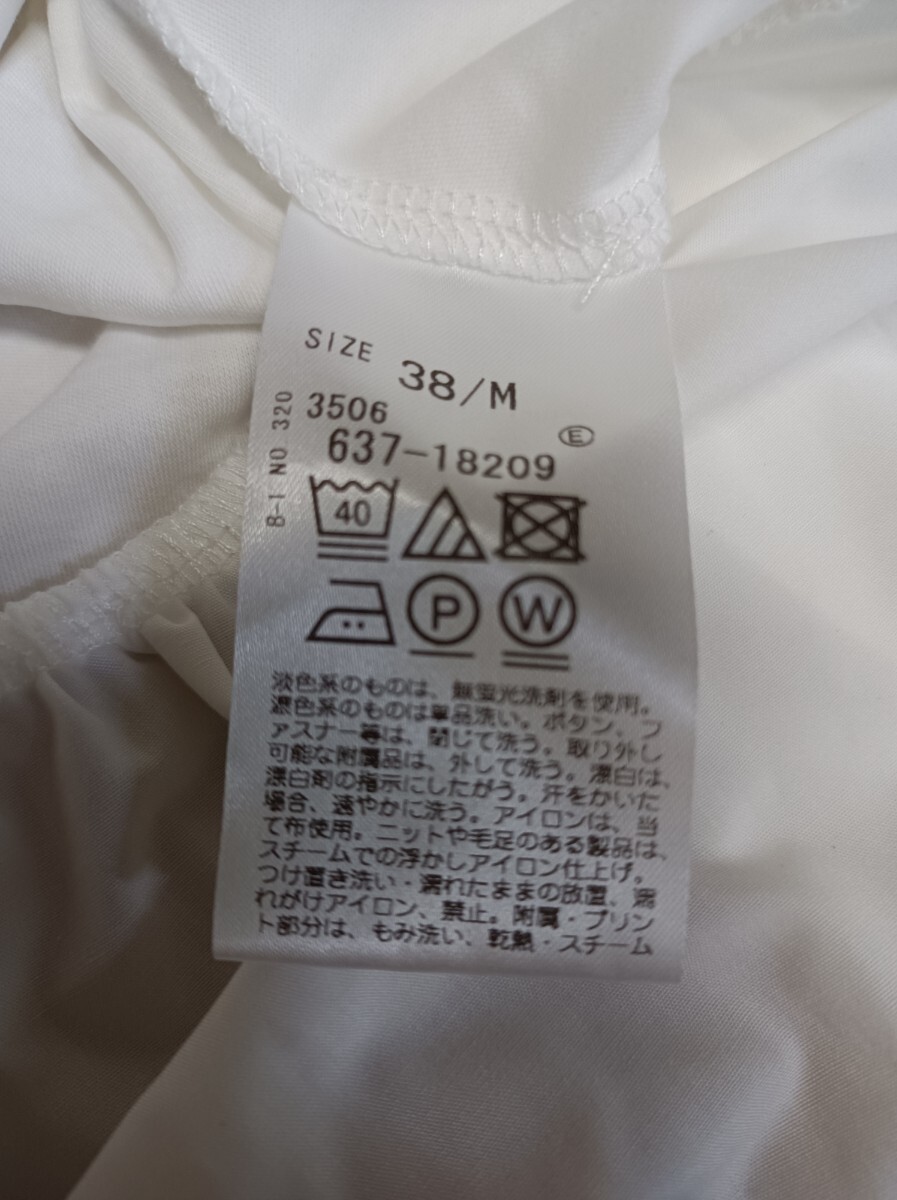 SIZE 38/M
3506
637-18209 E
8-I NO 320
40
P W
淡色系のものは、無蛍光洗剤を使用。
濃色系のものは単品洗い。ボタン、フ
ァスナー等は、閉じて洗う。取り外し
可能な附属品は、外して洗う。漂白は、
漂白剤の指示にしたがう。汗をかいた
場合、速やかに洗う。アイロンは、当
て布使用。ニットや毛足のある製品は、
スチームでの浮かしアイロン仕上げ。
つけ置き洗い・濡れたままの放置、濡
れがけアイロン、禁止。附属・プリン
ト部分は、もみ洗い、乾熱・スチーム